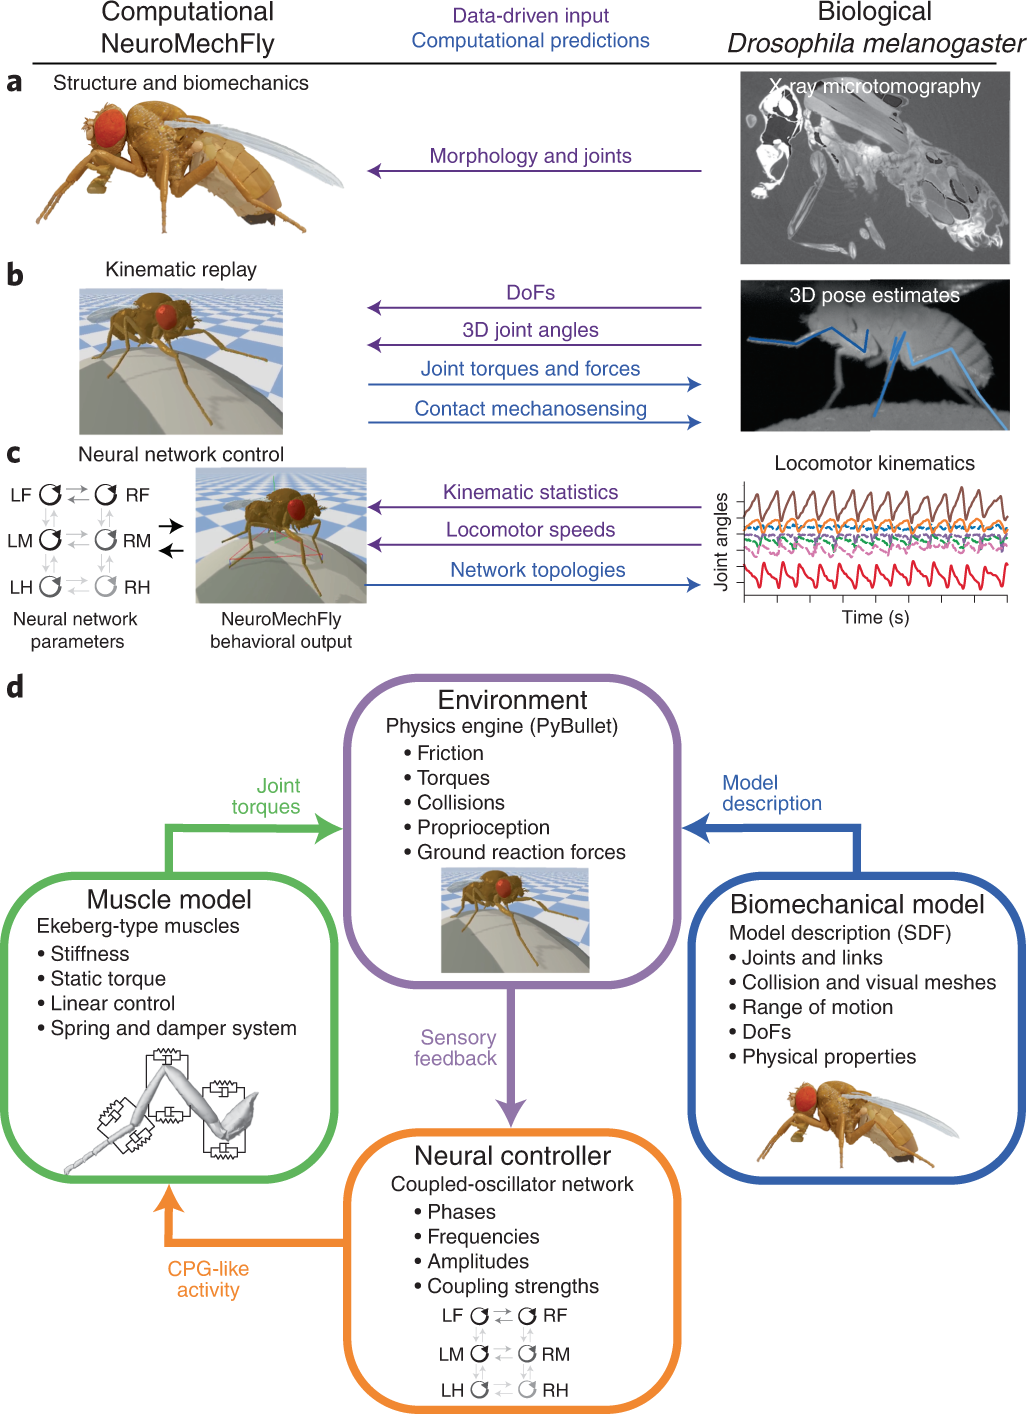 Computational
NeuroMechFly
Data-driven input
Computational predictions
Biological
Drosophila melanogaster
a
Structure and biomechanics
Morphology and joints
X-ray microtomography
b
Kinematic replay
DoFs
3D joint angles
Joint torques and forces
Contact mechanosensing
3D pose estimates
c
Neural network control
LF
RF
LM
RM
LH
RH
Neural network
parameters
NeuroMechFly
behavioral output
Kinematic statistics
Locomotor speeds
Network topologies
Locomotor kinematics
Joint angles
Time (s)
d
Environment
Physics engine (PyBullet)
• Friction
• Torques
• Collisions
• Proprioception
• Ground reaction forces
Joint
torques
Model
description
Muscle model
Ekeberg-type muscles
• Stiffness
• Static torque
• Linear control
• Spring and damper system
Biomechanical model
Model description (SDF)
• Joints and links
• Collision and visual meshes
• Range of motion
• DoFs
• Physical properties
Sensory
feedback
Neural controller
Coupled-oscillator network
• Phases
• Frequencies
• Amplitudes
• Coupling strengths
LF
RF
LM
RM
LH
RH
CPG-like
activity